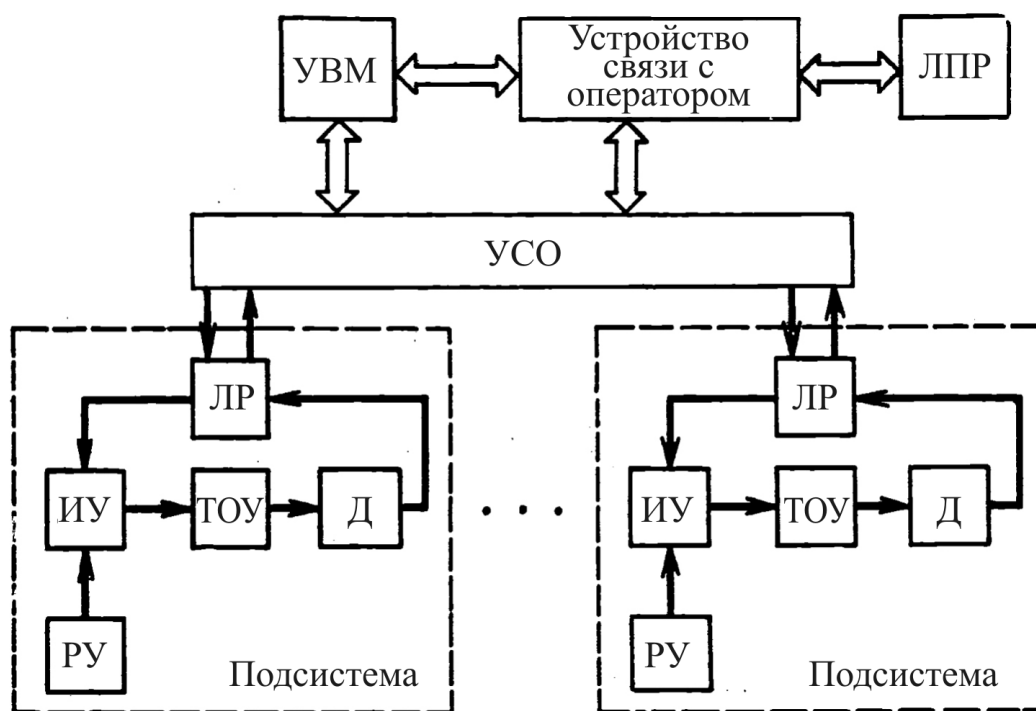 УВМ
Устройство
связи с
оператором
ЛПР
УСО
ЛР
ИУ
ТОУ
Д
РУ
Подсистема
. . .
ЛР
ИУ
ТОУ
Д
РУ
Подсистема